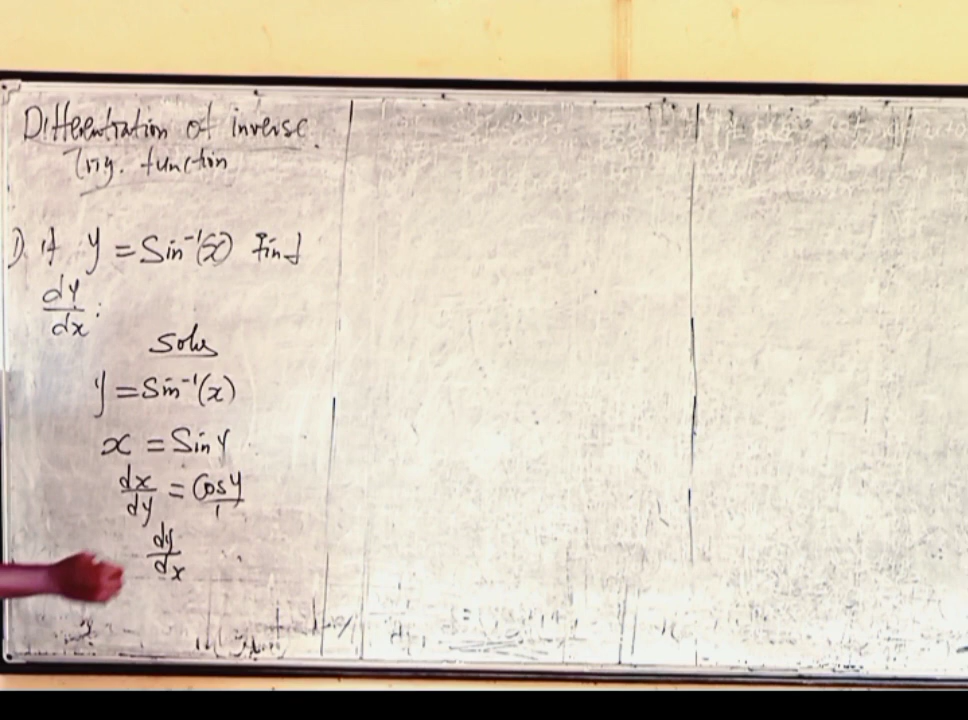 Differentiation of inverse
Trig. function
1) if y = Sin⁻¹(x) Find
dy/dx:
Soln
y = Sin⁻¹(x)
x = Sin y
dx/dy = Cos y/1
dy/dx